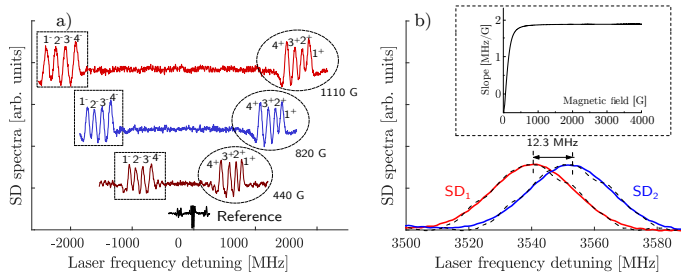 a)
SD spectra [arb. units]
1⁻ 2⁻ 3⁻ 4⁻
4⁺ 3⁺ 2⁺ 1⁺
1110 G
1⁻ 2⁻ 3⁻ 4⁻
4⁺ 3⁺ 2⁺ 1⁺
820 G
1⁻ 2⁻ 3⁻ 4⁻
4⁺ 3⁺ 2⁺ 1⁺
440 G
Reference
-2000 -1000 0 1000 2000
Laser frequency detuning [MHz]
b)
SD spectra [arb. units]
Slope [MHz/G]
2
1
0
Magnetic field [G]
0 1000 2000 3000 4000
12.3 MHz
SD₁
SD₂
3500 3520 3540 3560 3580
Laser frequency detuning [MHz]